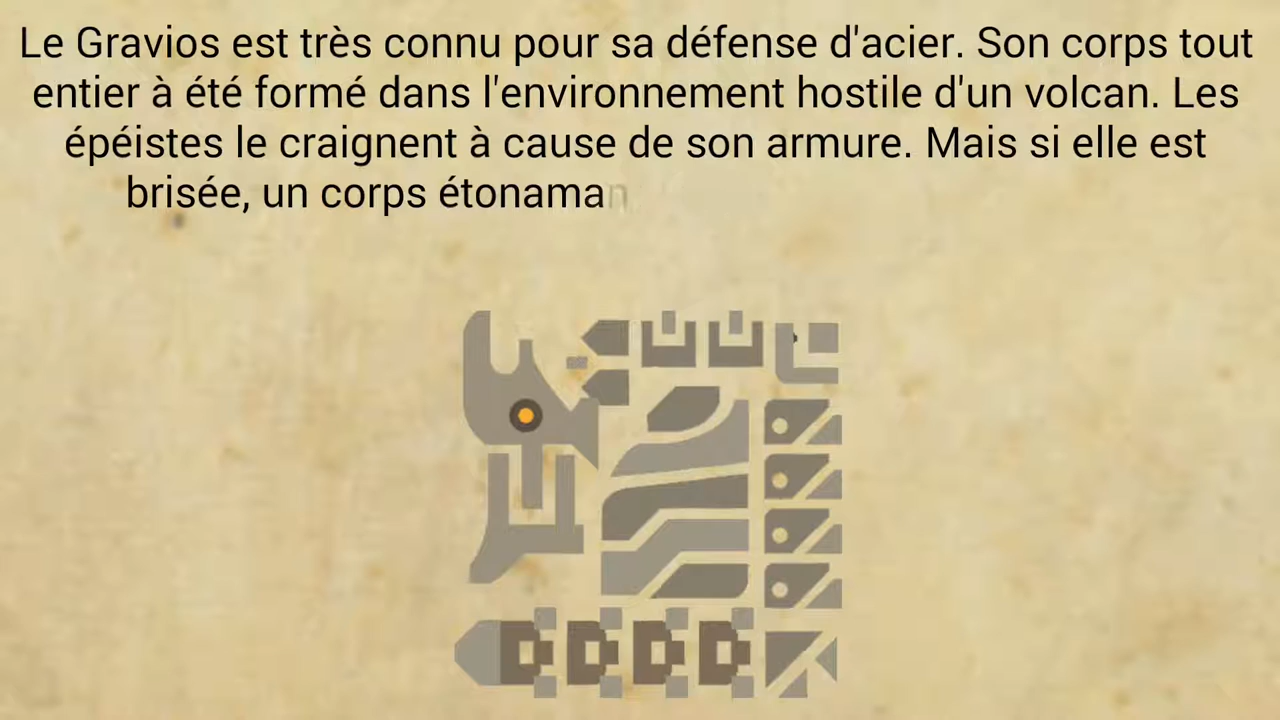 Le Gravios est très connu pour sa défense d'acier. Son corps tout
entier à été formé dans l'environnement hostile d'un volcan. Les
épéistes le craignent à cause de son armure. Mais si elle est
brisée, un corps étonaman